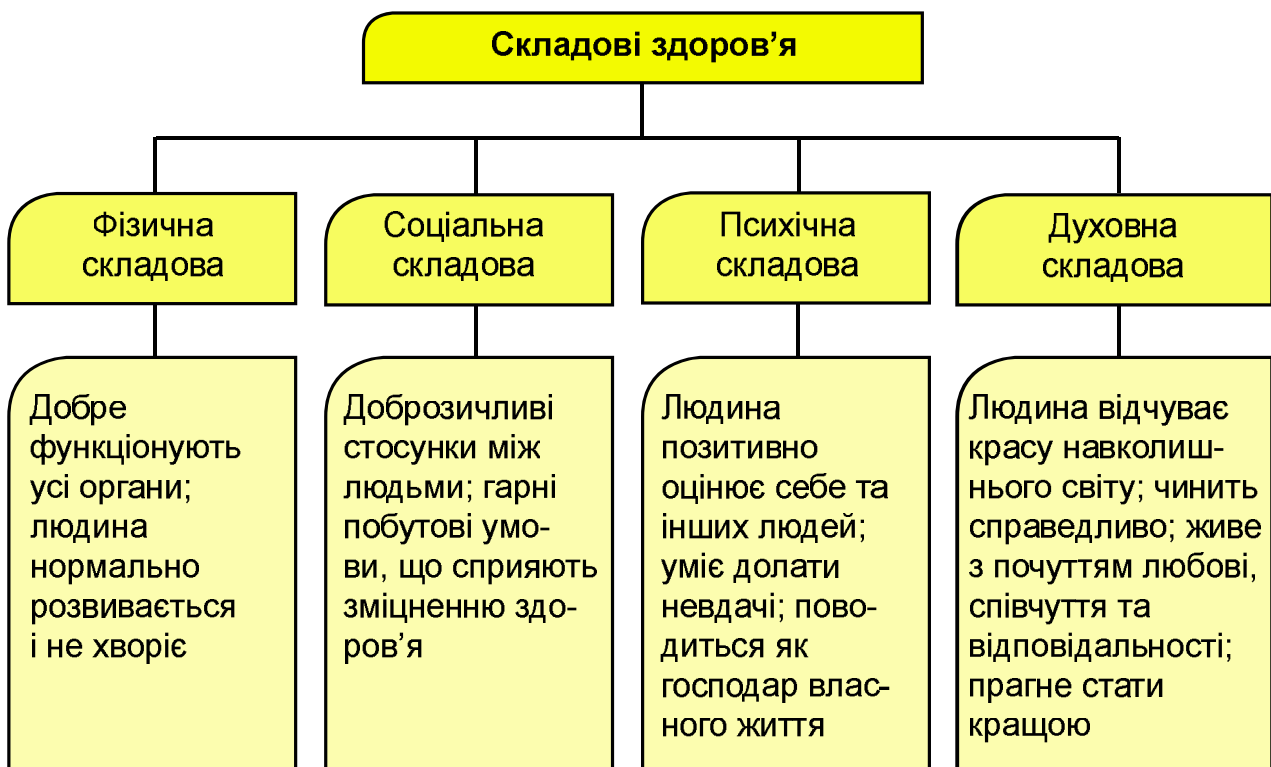 Складові здоров’я
Фізична
складова
Соціальна
складова
Психічна
складова
Духовна
складова
Добре
функціонують
усі органи;
людина
нормально
розвивається
і не хворіє
Доброзичливі
стосунки між
людьми; гарні
побутові умо-
ви, що сприяють
зміцненню здо-
ров’я
Людина
позитивно
оцінює себе та
інших людей;
уміє долати
невдачі; пово-
диться як
господар влас-
ного життя
Людина відчуває
красу навколиш-
нього світу; чинить
справедливо; живе
з почуттям любові,
співчуття та
відповідальності;
прагне стати
кращою